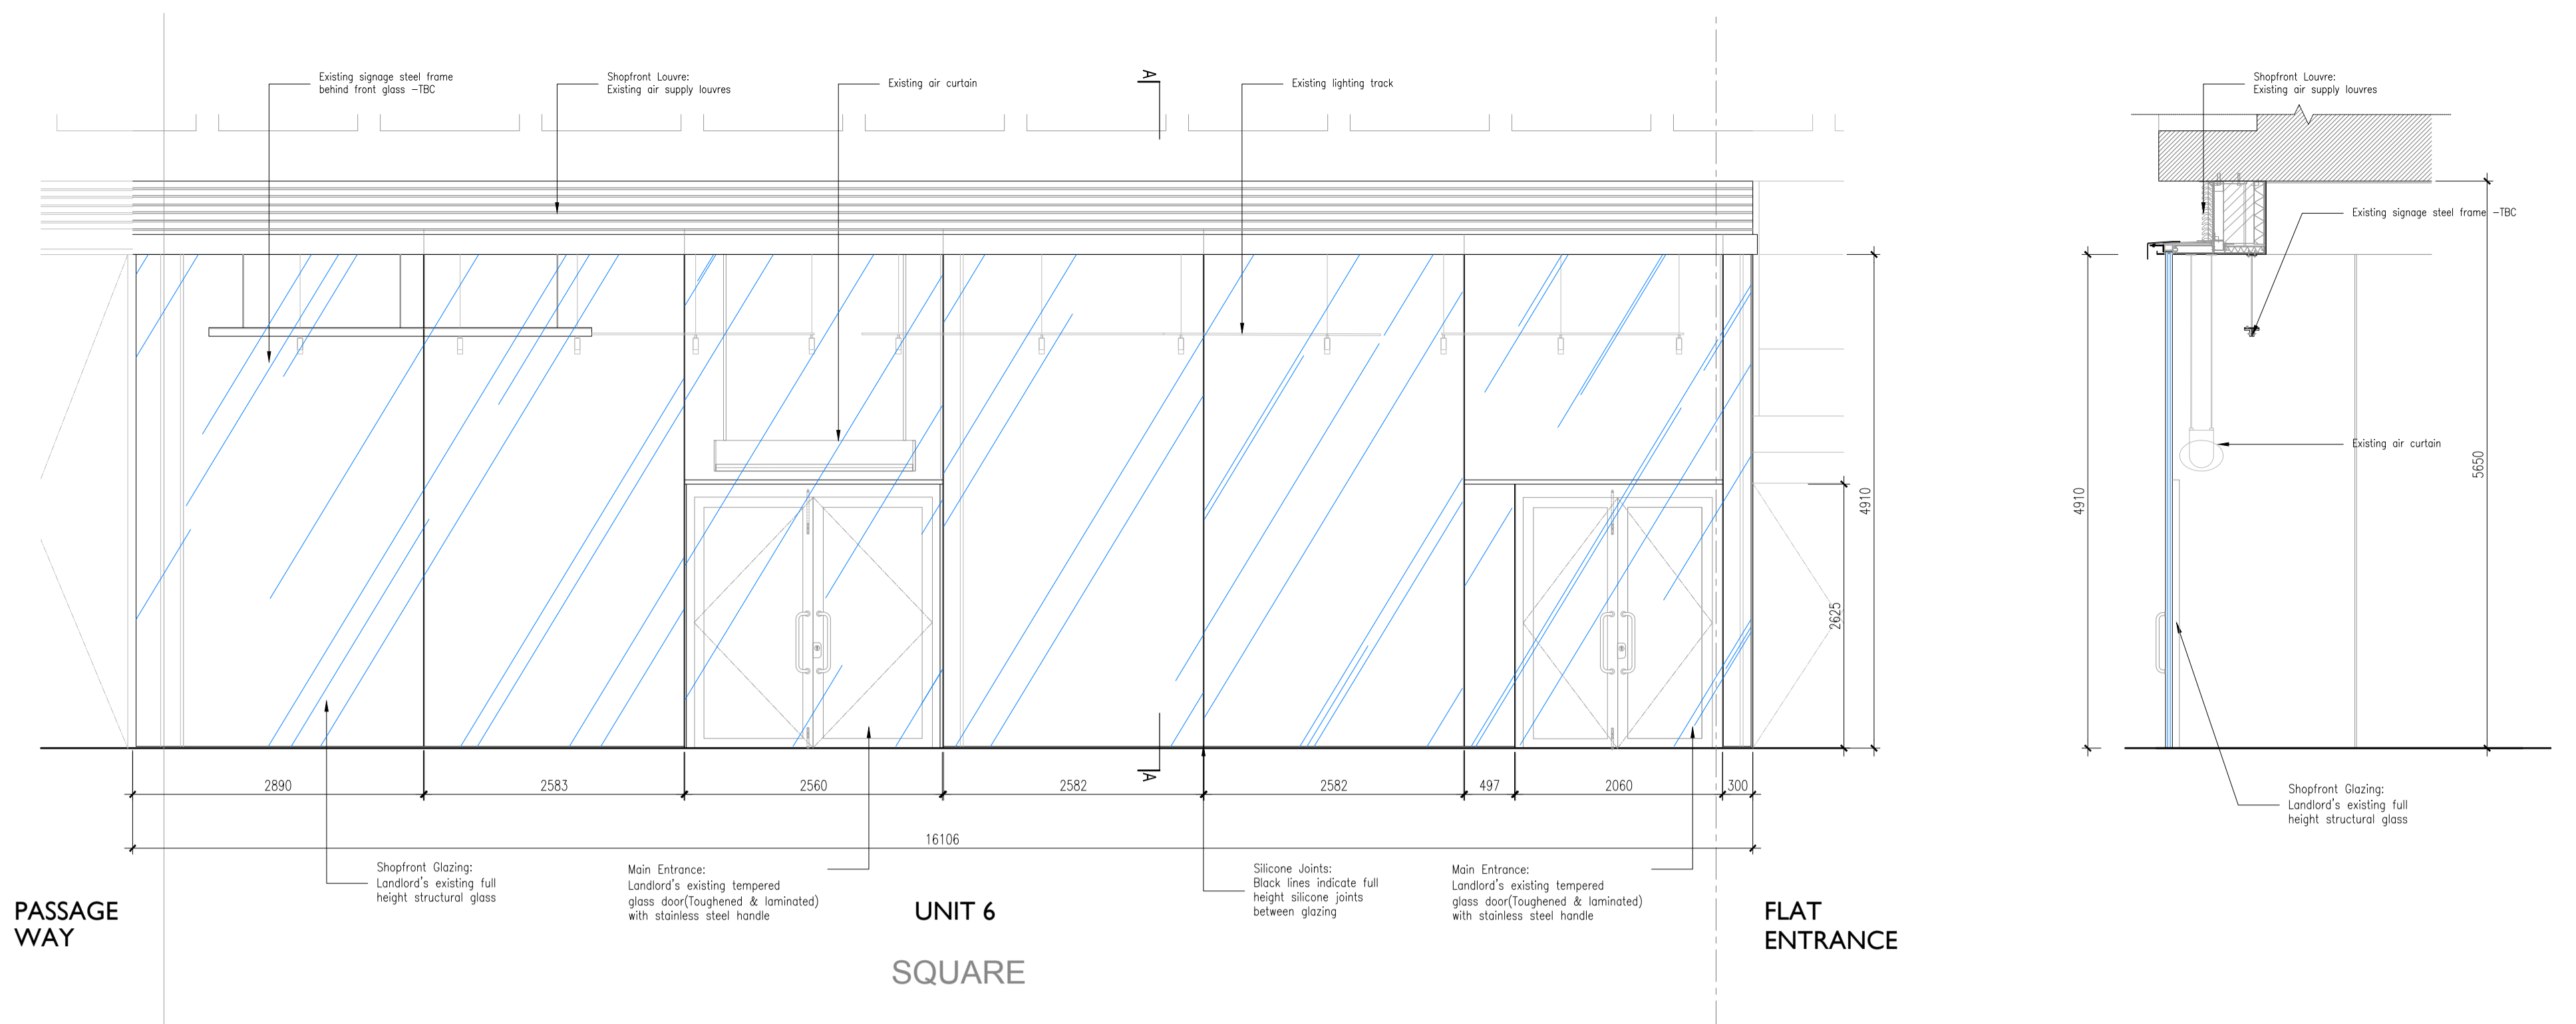 Existing signage steel frame
behind front glass -TBC
Shopfront Louvre:
Existing air supply louvres
Existing air curtain
A
Existing lighting track
Shopfront Louvre:
Existing air supply louvres
Existing signage steel frame -TBC
Existing air curtain
5650
4910
4910
2625
A
2890
2583
2560
2582
2582
497
2060
300
16106
Shopfront Glazing:
Landlord's existing full
height structural glass
Main Entrance:
Landlord's existing tempered
glass door(Toughened & laminated)
with stainless steel handle
Silicone Joints:
Black lines indicate full
height silicone joints
between glazing
Main Entrance:
Landlord's existing tempered
glass door(Toughened & laminated)
with stainless steel handle
Shopfront Glazing:
Landlord's existing full
height structural glass
PASSAGE
WAY
UNIT 6
FLAT
ENTRANCE
SQUARE